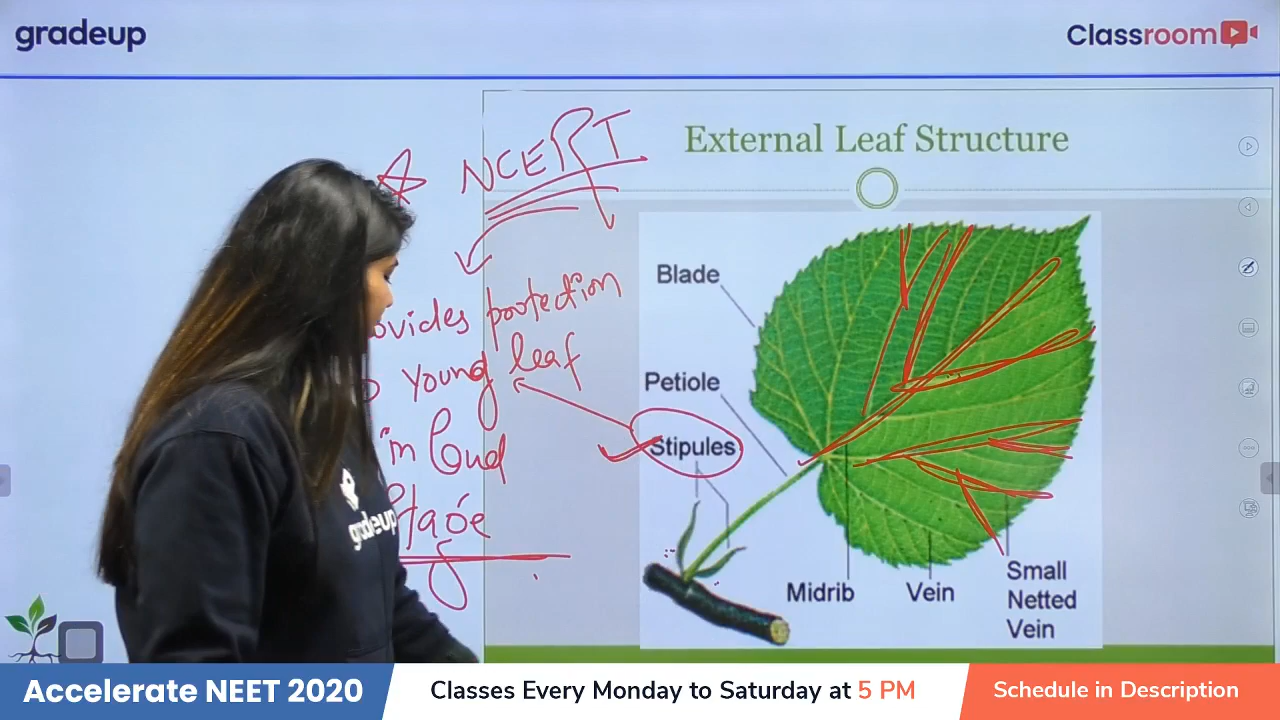 gradeup
Classroom
External Leaf Structure
NCERT
ovides protection
young leaf
in bud
stage
Blade
Petiole
Stipules
Midrib
Vein
Small
Netted
Vein
gradeup
Accelerate NEET 2020
Classes Every Monday to Saturday at 5 PM
Schedule in Description